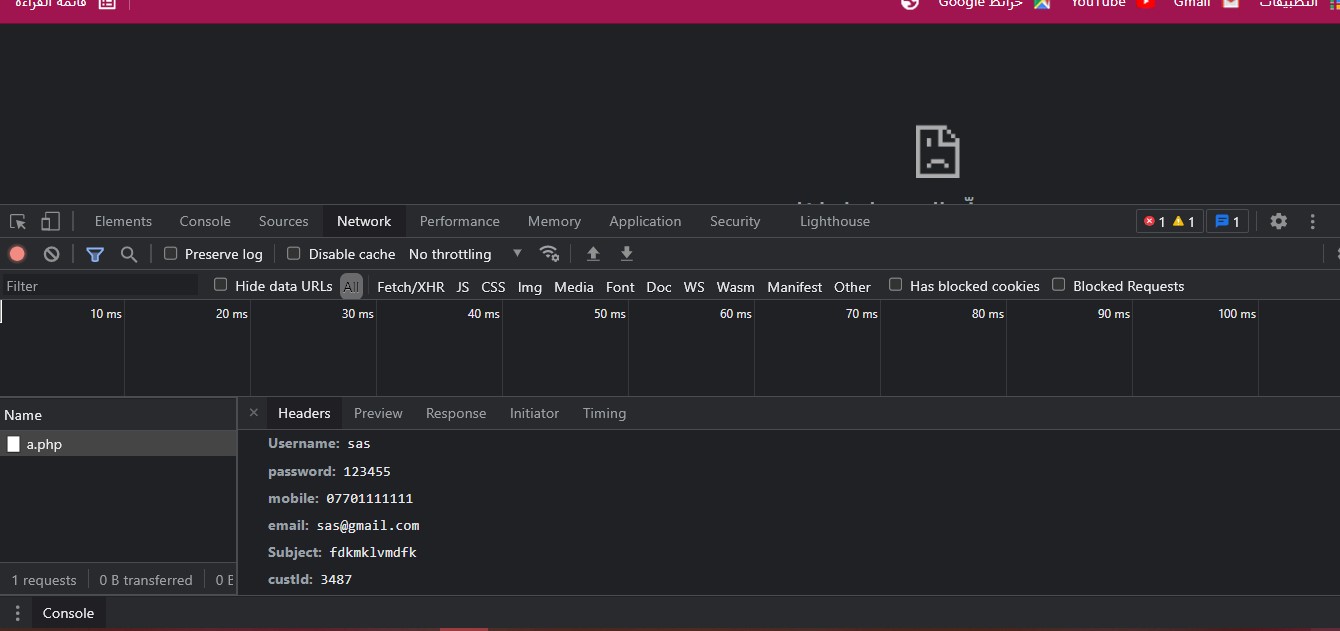 قائمة القراءة
خرائط Google
YouTube
Gmail
التطبيقات
Elements Console Sources Network Performance Memory Application Security Lighthouse 1 1 1
Preserve log Disable cache No throttling
Filter Hide data URLs All Fetch/XHR JS CSS Img Media Font Doc WS Wasm Manifest Other Has blocked cookies Blocked Requests
10 ms 20 ms 30 ms 40 ms 50 ms 60 ms 70 ms 80 ms 90 ms 100 ms
Name
a.php
1 requests 0 B transferred 0 B
× Headers Preview Response Initiator Timing
Username: sas
password: 123455
mobile: 07701111111
email: sas@gmail.com
Subject: fdkmklvmdfk
custId: 3487
Console